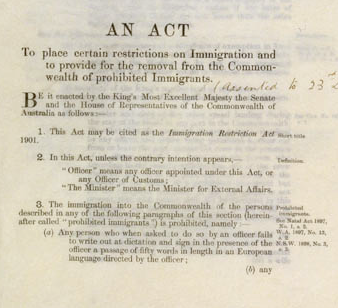 AN ACT
To place certain restrictions on Immigration and
to provide for the removal from the Common-
wealth of prohibited Immigrants.
(Assented to 23rd
BE it enacted by the King's Most Excellent Majesty the Senate
and the House of Representatives of the Commonwealth of
Australia as follows:—
1. This Act may be cited as the Immigration Restriction Act Short title
1901.
2. In this Act, unless the contrary intention appears,— Definition.
"Officer" means any officer appointed under this Act, or
any Officer of Customs;
"The Minister" means the Minister for External Affairs.
3. The immigration into the Commonwealth of the persons Prohibited
described in any of the following paragraphs of this section (herein- immigrants.
after called "prohibited immigrants") is prohibited, namely:— See Natal Act 1897,
No. 1, s. 3.
(a) Any person who when asked to do so by an officer fails W.A. 1897, No. 13,
to write out at dictation and sign in the presence of the N.S.W. 1898, No. 3,
officer a passage of fifty words in length in an European
language directed by the officer;
(b) any